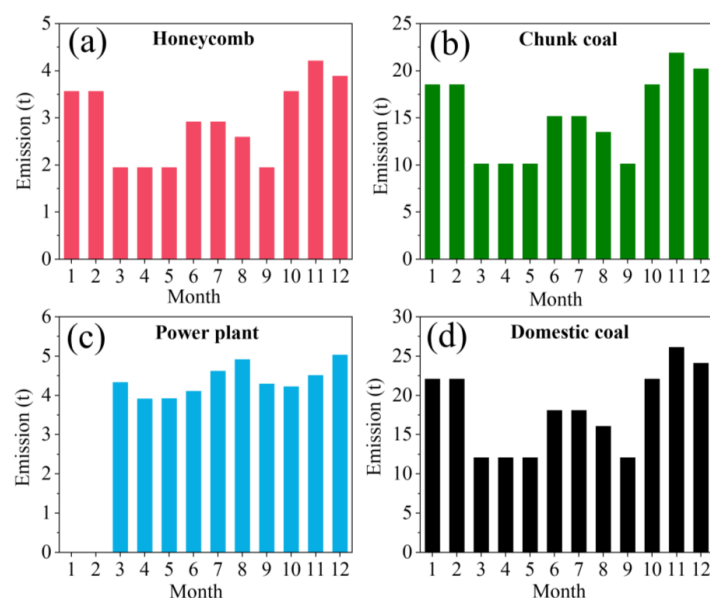 (a) Honeycomb
Emission (t)
5
4
3
2
1
0
1 2 3 4 5 6 7 8 9 10 11 12
Month
(b) Chunk coal
Emission (t)
25
20
15
10
5
0
1 2 3 4 5 6 7 8 9 10 11 12
Month
(c) Power plant
Emission (t)
6
5
4
3
2
1
0
1 2 3 4 5 6 7 8 9 10 11 12
Month
(d) Domestic coal
Emission (t)
30
25
20
15
10
5
0
1 2 3 4 5 6 7 8 9 10 11 12
Month